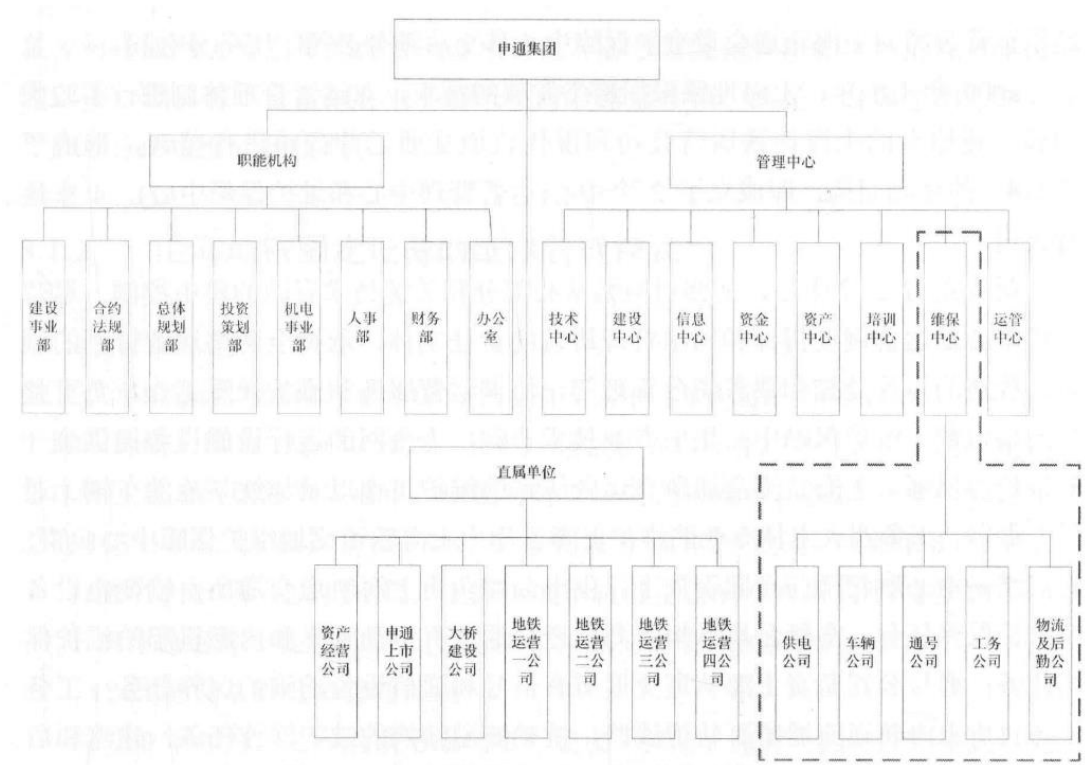 申通集团
职能机构
管理中心
建设
事业
部
合约
法规
部
总体
规划
部
投资
策划
部
机电
事业
部
人事
部
财务
部
办公
室
技术
中心
建设
中心
信息
中心
资金
中心
资产
中心
培训
中心
维保
中心
运管
中心
直属单位
资产
经营
公司
申通
上市
公司
大桥
建设
公司
地铁
运营
一公
司
地铁
运营
二公
司
地铁
运营
三公
司
地铁
运营
四公
司
供电
公司
车辆
公司
通号
公司
工务
公司
物流
及后
勤公
司